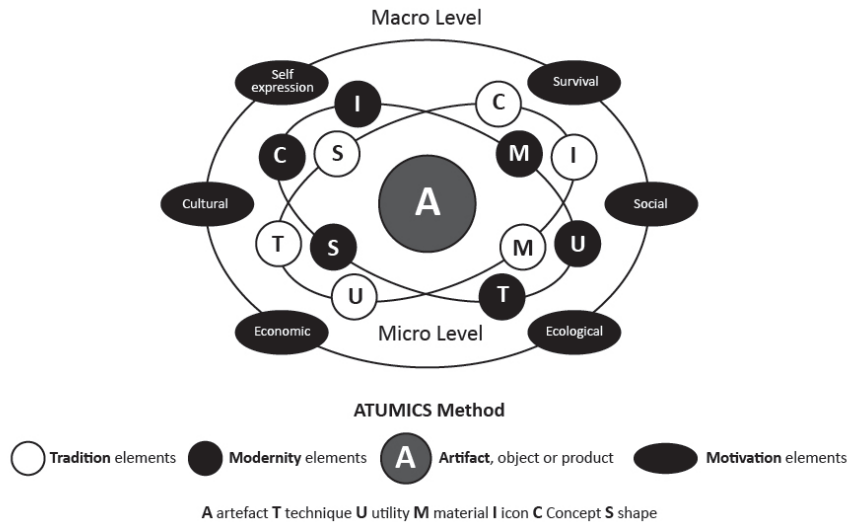 Macro Level
Self
expression
Survival
I
C
C
S
M
I
A
Cultural
Social
T
S
M
U
U
T
Economic
Micro Level
Ecological
ATUMICS Method
Tradition elements
Modernity elements
A
Artifact, object or product
Motivation elements
A artefact T technique U utility M material I icon C Concept S shape